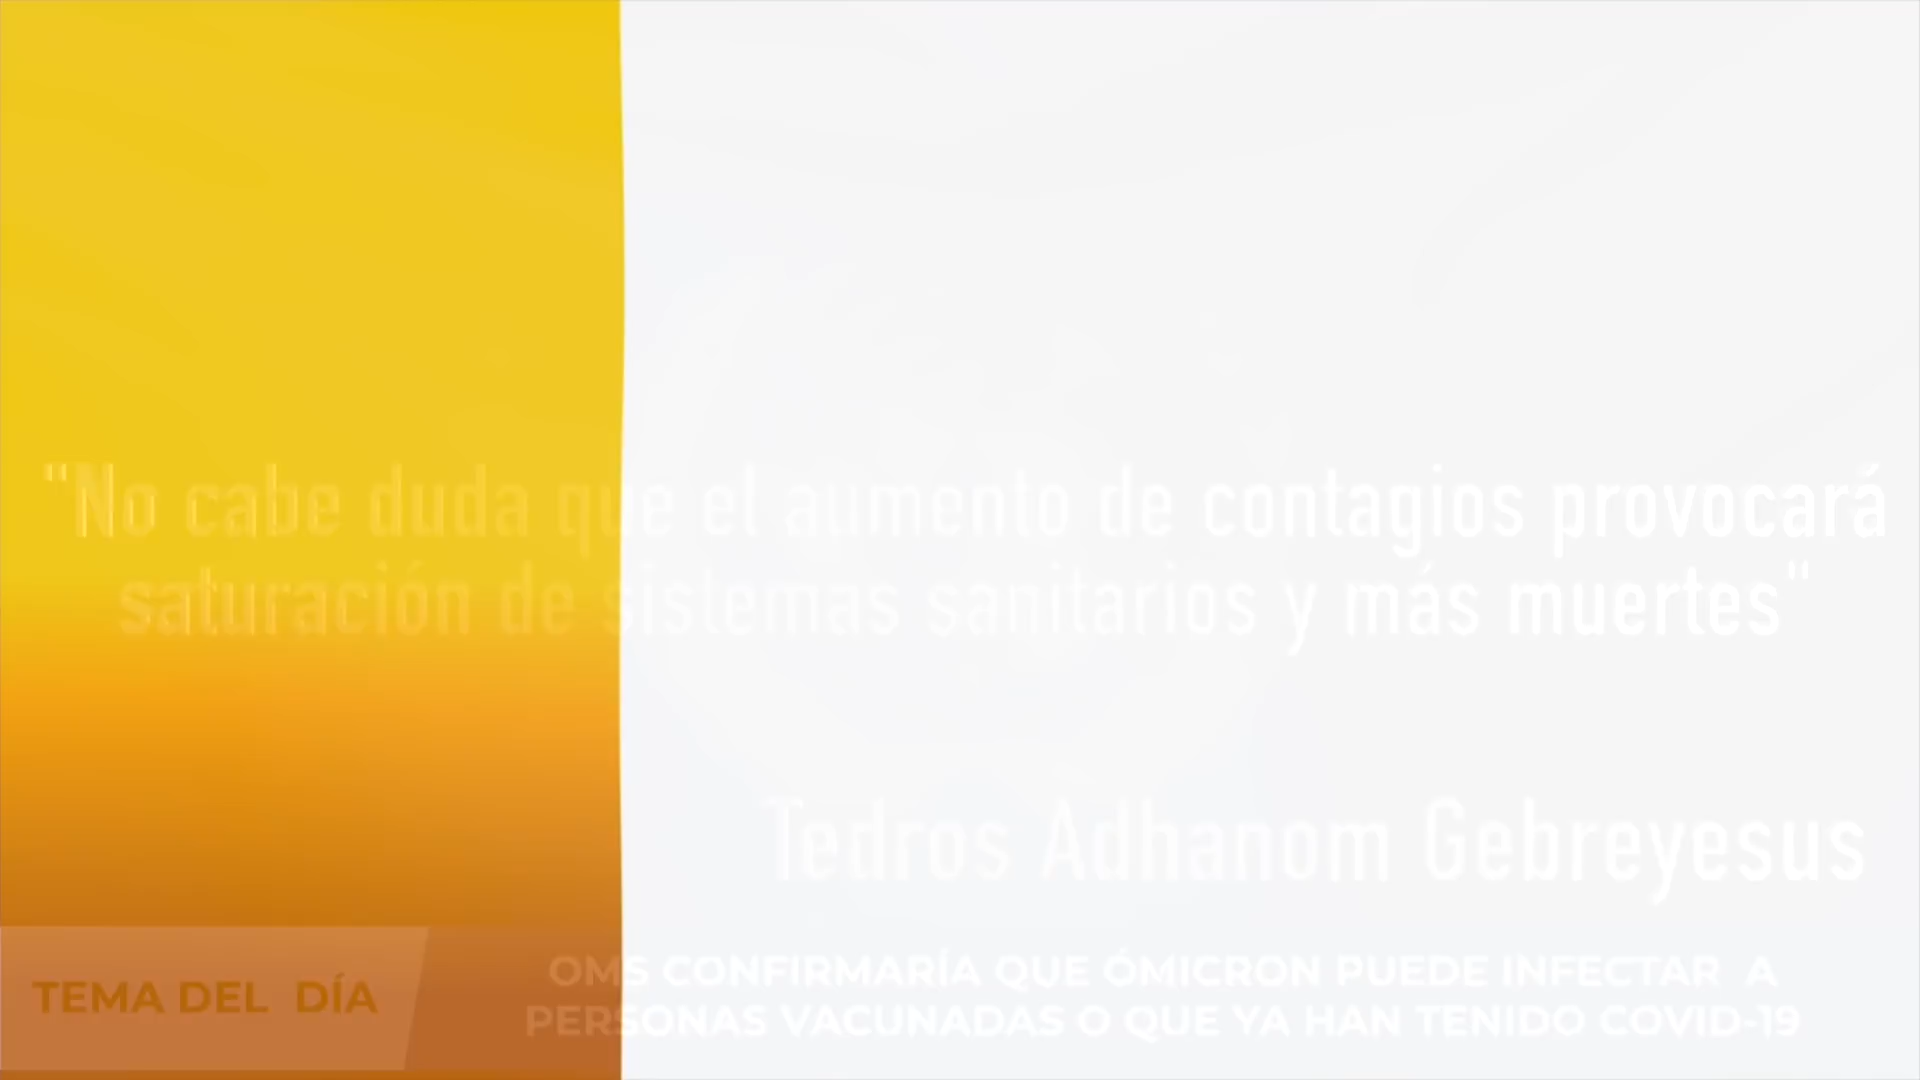 "No cabe duda que el aumento de contagios provocará
saturación de sistemas sanitarios y más muertes"
Tedros Adhanom Gebreyesus
TEMA DEL DÍA
OMS CONFIRMARÍA QUE ÓMICRON PUEDE INFECTAR A
PERSONAS VACUNADAS O QUE YA HAN TENIDO COVID-19